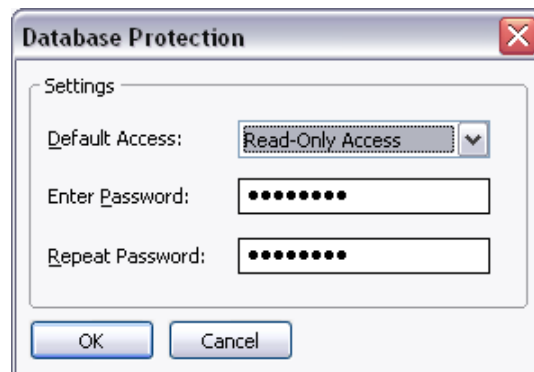 Database Protection
Settings
Default Access: Read-Only Access
Enter Password: ●●●●●●●●
Repeat Password: ●●●●●●●●
OK Cancel